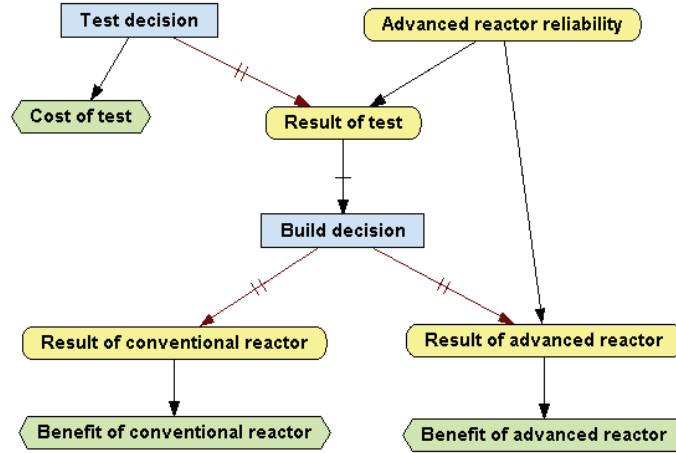 Test decision
Advanced reactor reliability
Cost of test
Result of test
Build decision
Result of conventional reactor
Result of advanced reactor
Benefit of conventional reactor
Benefit of advanced reactor